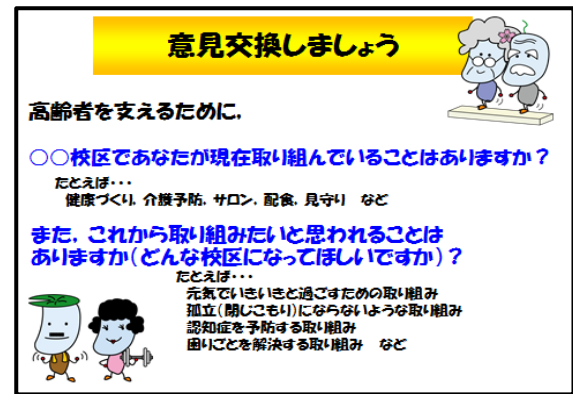 意見交換しましょう
高齢者を支えるために，
○○校区であなたが現在取り組んでいることはありますか？
たとえば・・・
健康づくり，介護予防，サロン，配食，見守り　など
また，これから取り組みたいと思われることは
ありますか（どんな校区になってほしいですか）？
たとえば・・・
元気でいきいきと過ごすための取り組み
孤立（閉じこもり）にならないような取り組み
認知症を予防する取り組み
困りごとを解決する取り組み　など